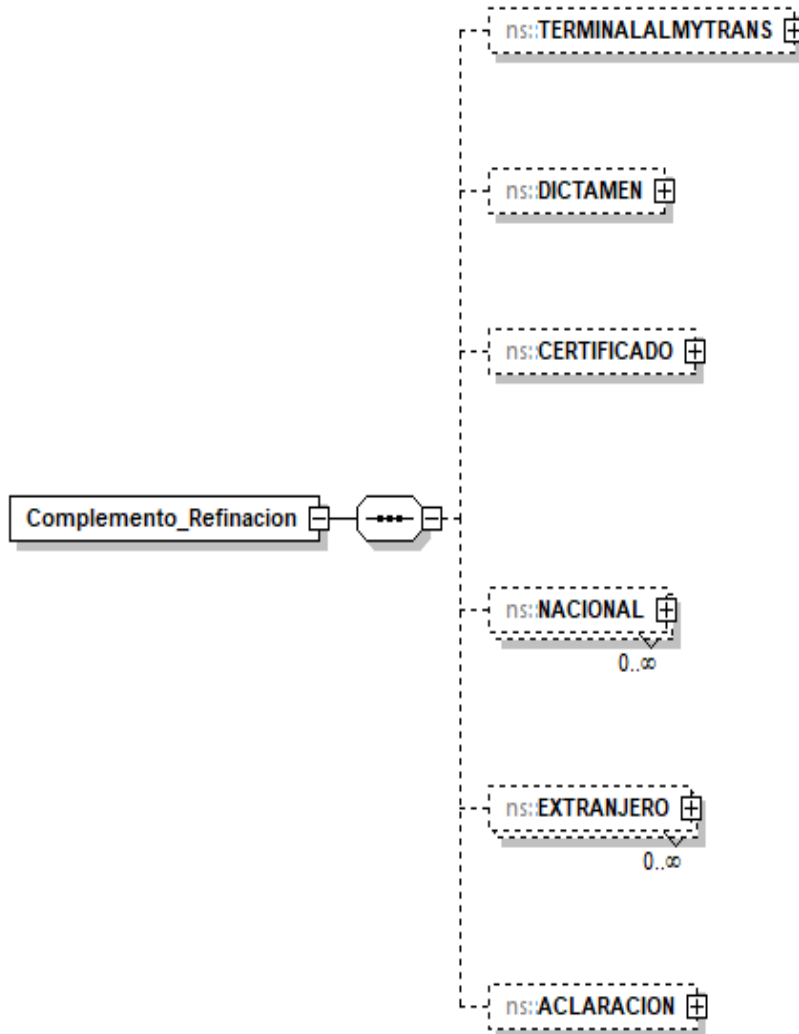 ns::TERMINALALMYTRANS
ns::DICTAMEN
ns::CERTIFICADO
Complemento_Refinacion
ns::NACIONAL
0..∞
ns::EXTRANJERO
0..∞
ns::ACLARACION